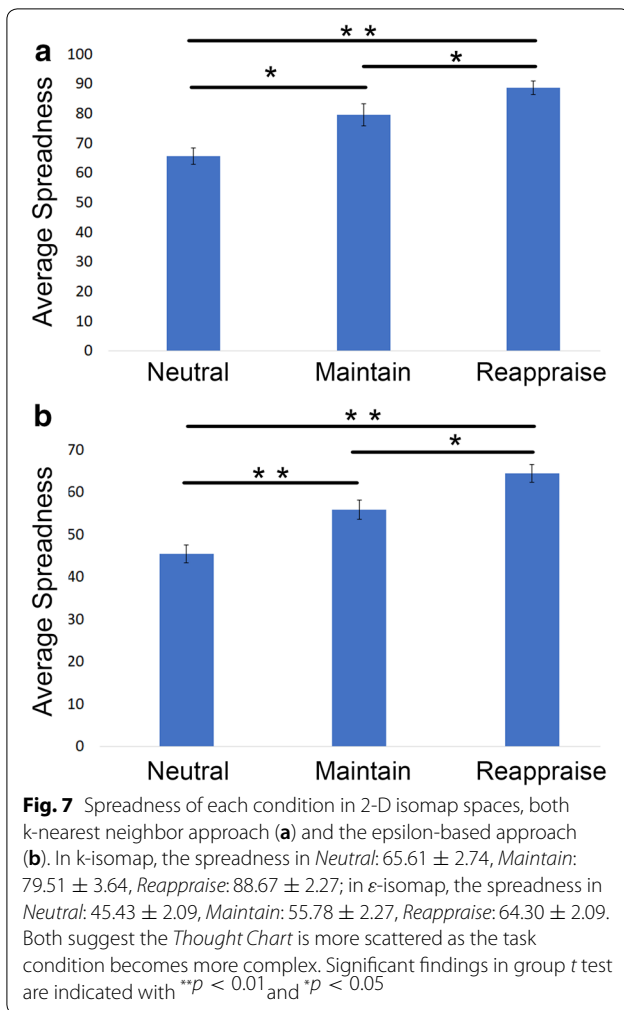 a
* *
* *
100
90
80
70
60
50
40
30
20
10
0
Average Spreadness
Neutral Maintain Reappraise
b
* *
* * *
70
60
50
40
30
20
10
0
Average Spreadness
Neutral Maintain Reappraise
Fig. 7 Spreadness of each condition in 2-D isomap spaces, both
k-nearest neighbor approach (a) and the epsilon-based approach
(b). In k-isomap, the spreadness in Neutral: 65.61 ± 2.74, Maintain:
79.51 ± 3.64, Reappraise: 88.67 ± 2.27; in ε-isomap, the spreadness in
Neutral: 45.43 ± 2.09, Maintain: 55.78 ± 2.27, Reappraise: 64.30 ± 2.09.
Both suggest the Thought Chart is more scattered as the task
condition becomes more complex. Significant findings in group t test
are indicated with **p < 0.01 and *p < 0.05